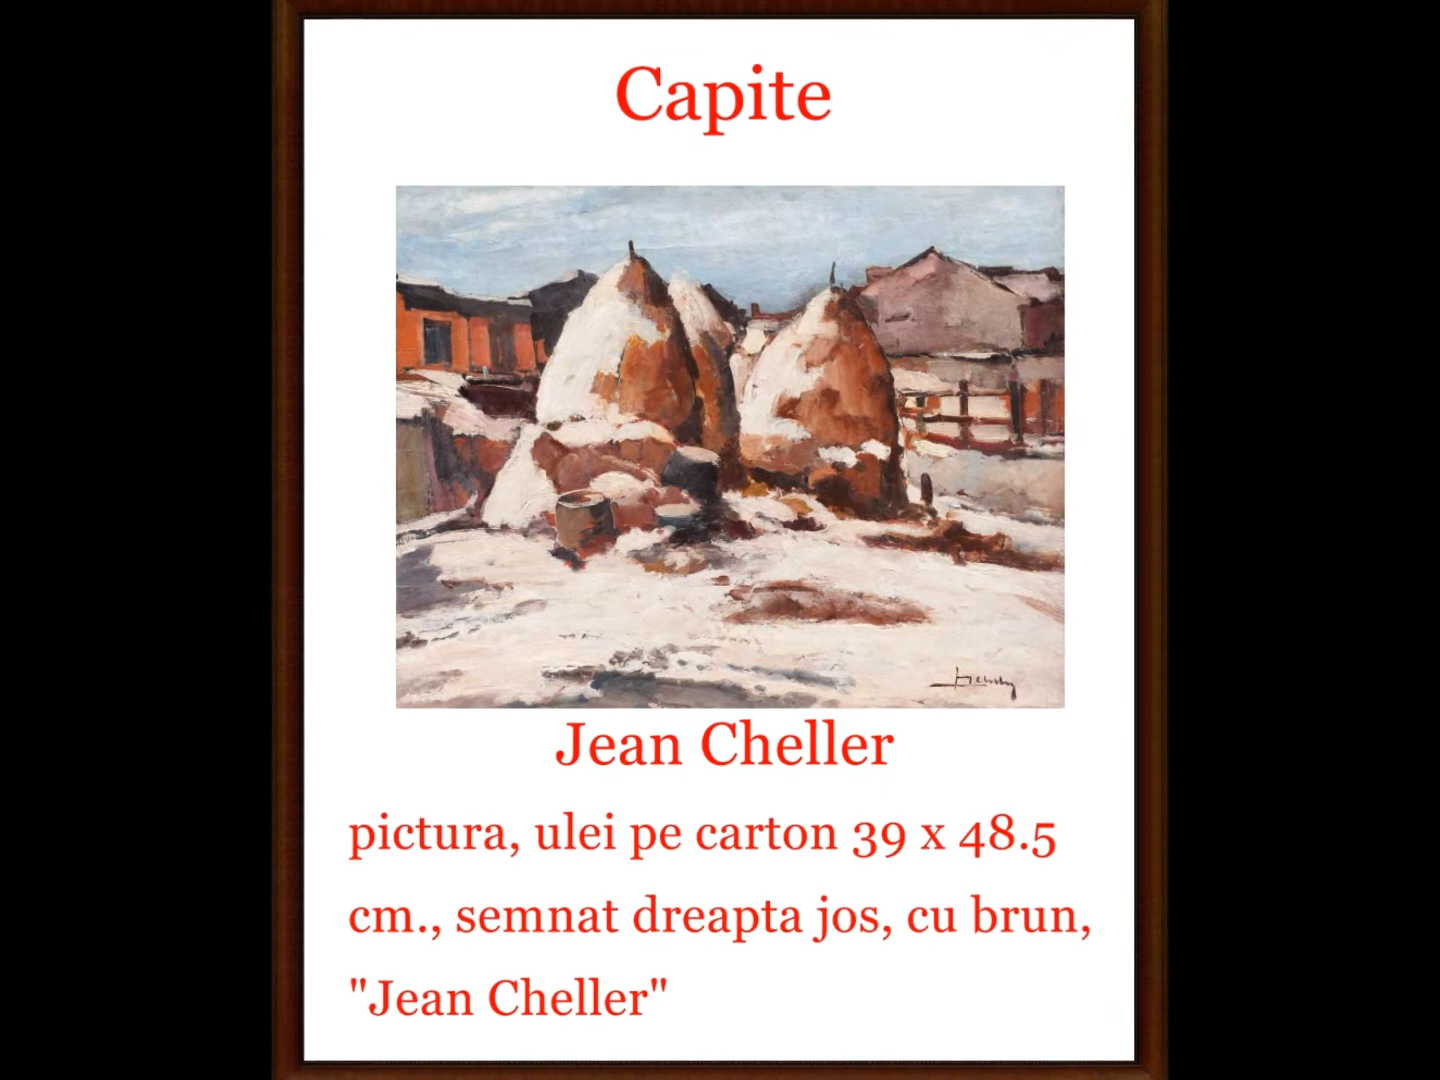 Capite
Jean Cheller
pictura, ulei pe carton 39 x 48.5
cm., semnat dreapta jos, cu brun,
"Jean Cheller"